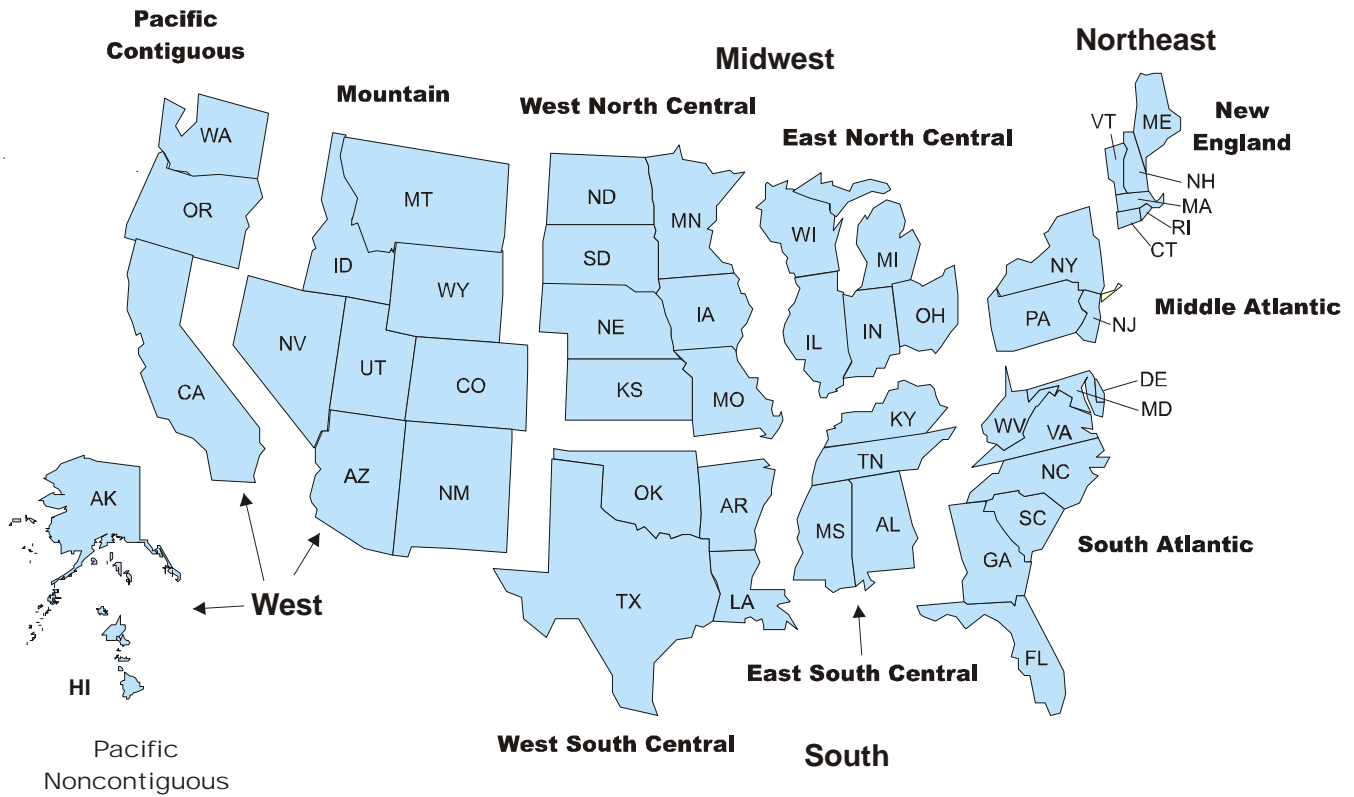 Pacific
Contiguous
Mountain
Midwest
West North Central
East North Central
Northeast
New
England
Middle Atlantic
South Atlantic
East South Central
West South Central
South
West
Pacific
Noncontiguous
WA
OR
CA
AK
HI
MT
ID
WY
NV
UT
CO
AZ
NM
ND
SD
NE
KS
MN
IA
MO
WI
MI
IL
IN
OH
OK
AR
TX
LA
KY
TN
MS
AL
VT
ME
NH
MA
RI
CT
NY
PA
NJ
DE
MD
WV
VA
NC
SC
GA
FL